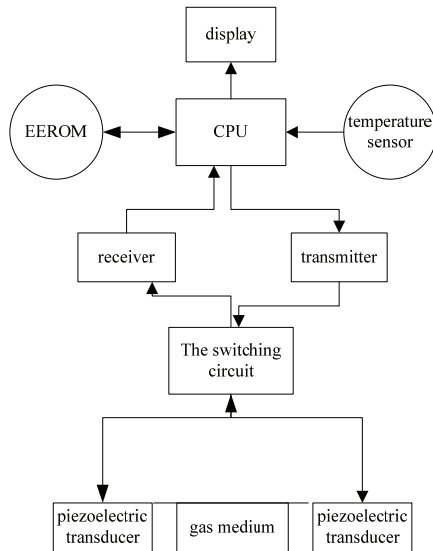 display
EEROM
CPU
temperature
sensor
receiver
transmitter
The switching
circuit
piezoelectric
transducer
gas medium
piezoelectric
transducer